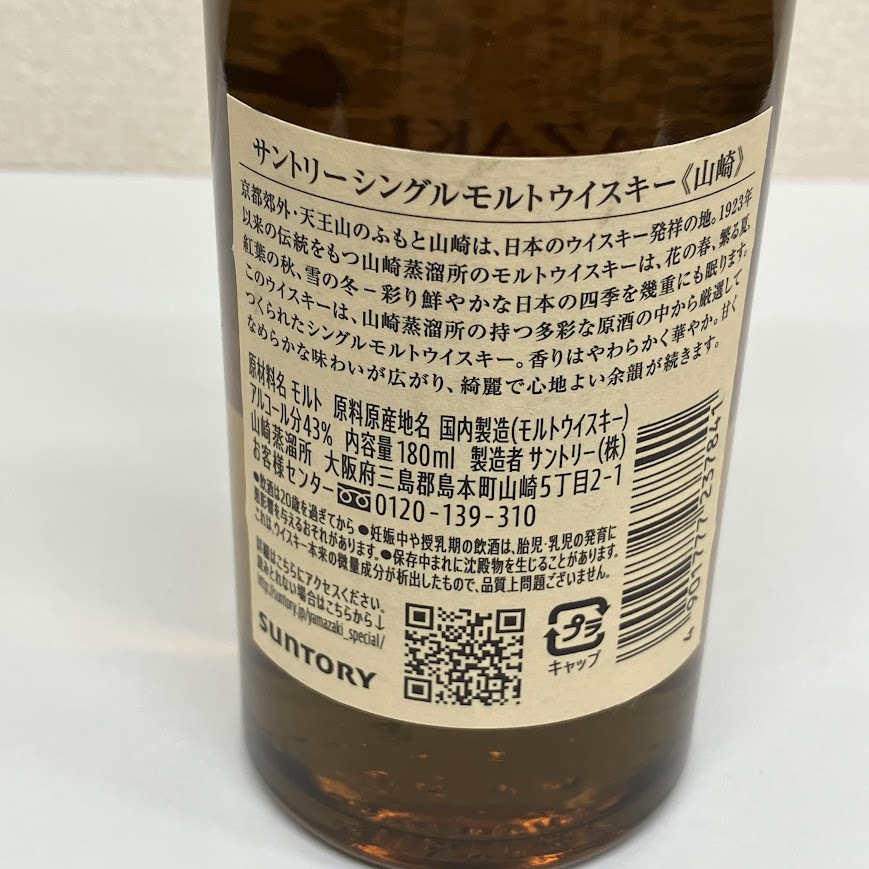 サントリーシングルモルトウイスキー《山崎》
京都郊外・天王山のふもと山崎は、日本のウイスキー発祥の地。1923年
以来の伝統をもつ山崎蒸溜所のモルトウイスキーは、花の春、繁る夏、
紅葉の秋、雪の冬－彩り鮮やかな日本の四季を幾重にも眠ります。
このウイスキーは、山崎蒸溜所の持つ多彩な原酒の中から厳選して
つくられたシングルモルトウイスキー。香りはやわらかく華やか。甘く
なめらかな味わいが広がり、綺麗で心地よい余韻が続きます。
原材料名 モルト 原料原産地名 国内製造(モルトウイスキー)
アルコール分43% 内容量180ml 製造者 サントリー(株)
山崎蒸溜所 大阪府三島郡島本町山崎5丁目2-1
お客様センター 0120-139-310
●飲酒は20歳を過ぎてから ●妊娠中や授乳期の飲酒は、胎児・乳児の発育に
悪影響を与えるおそれがあります。●保存中まれに沈殿物を生じることがあります。
これは、ウイスキー本来の微量成分が析出したもので、品質上問題ございません。
詳細はこちらにアクセスください。
読みとれない場合はこちらから↓
http://suntory.jp/yamazaki_special/
SUNTORY
プラ
キャップ
4 901777 237841